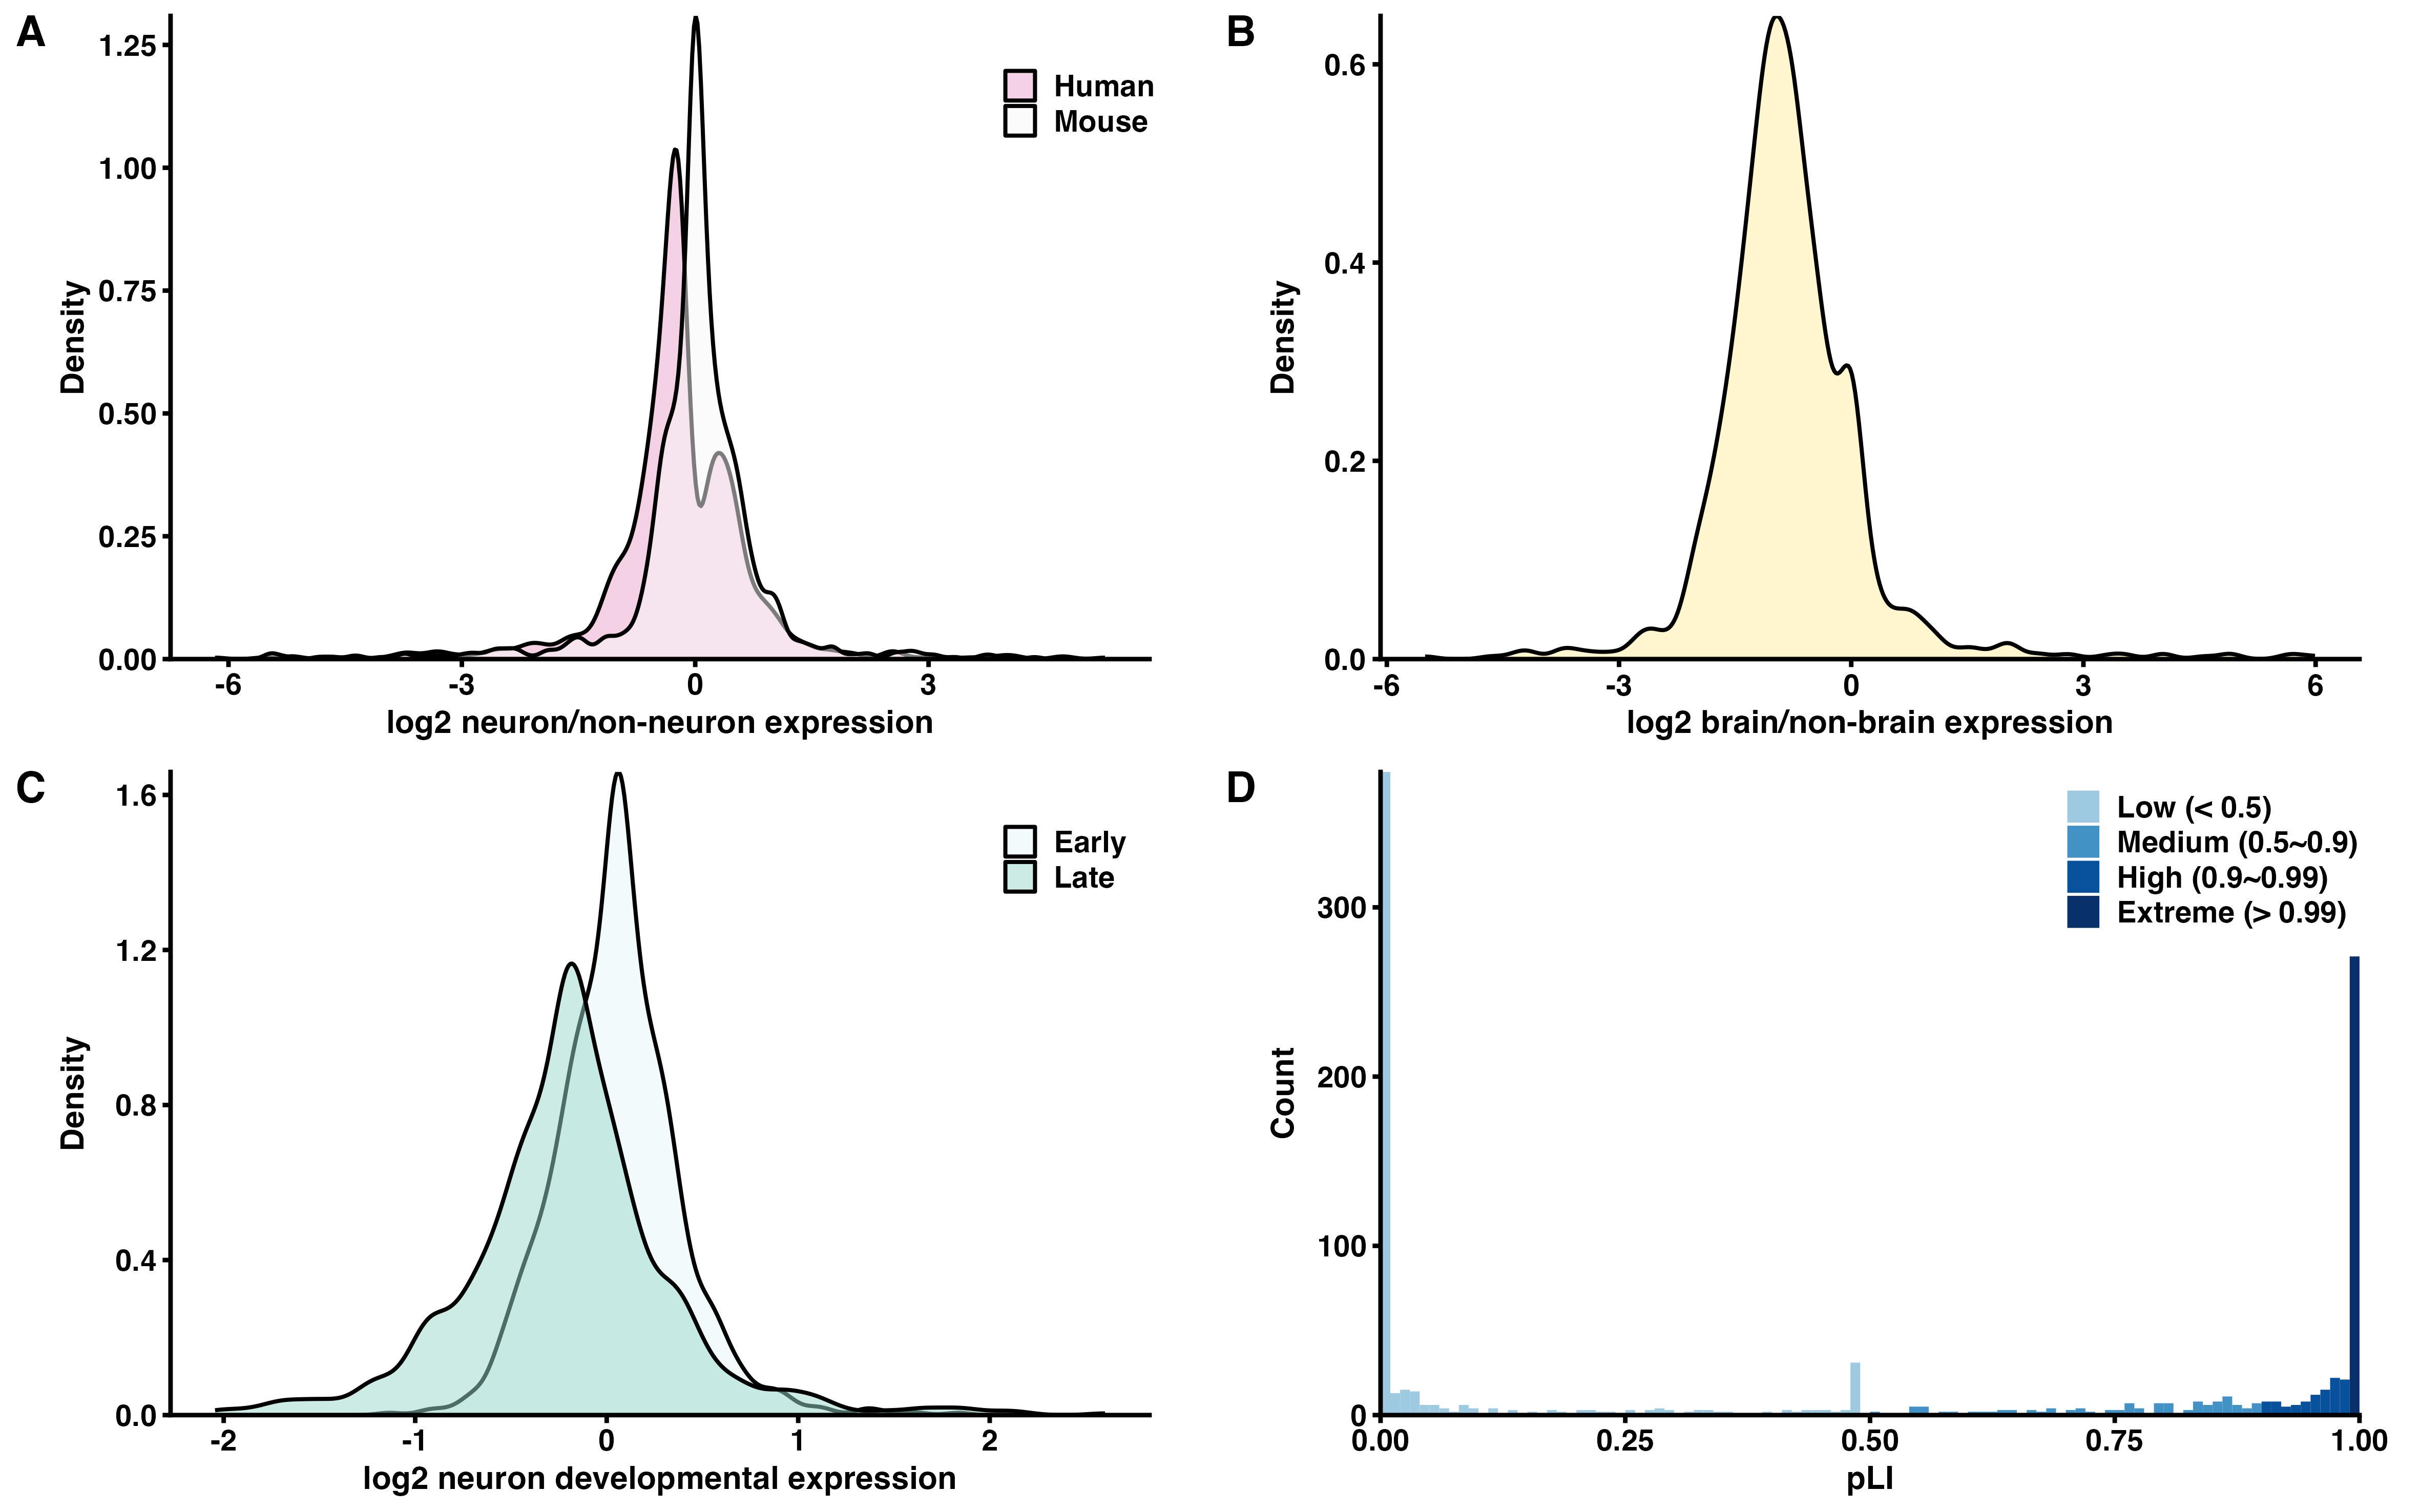 A
1.25
1.00
0.75
0.50
0.25
0.00
Density
-6
-3
0
3
log2 neuron/non-neuron expression
Human
Mouse
B
0.6
0.4
0.2
0.0
Density
-6
-3
0
3
6
log2 brain/non-brain expression
C
1.6
1.2
0.8
0.4
0.0
Density
-2
-1
0
1
2
log2 neuron developmental expression
Early
Late
D
300
200
100
0
Count
0.00
0.25
0.50
0.75
1.00
pLI
Low (< 0.5)
Medium (0.5~0.9)
High (0.9~0.99)
Extreme (> 0.99)